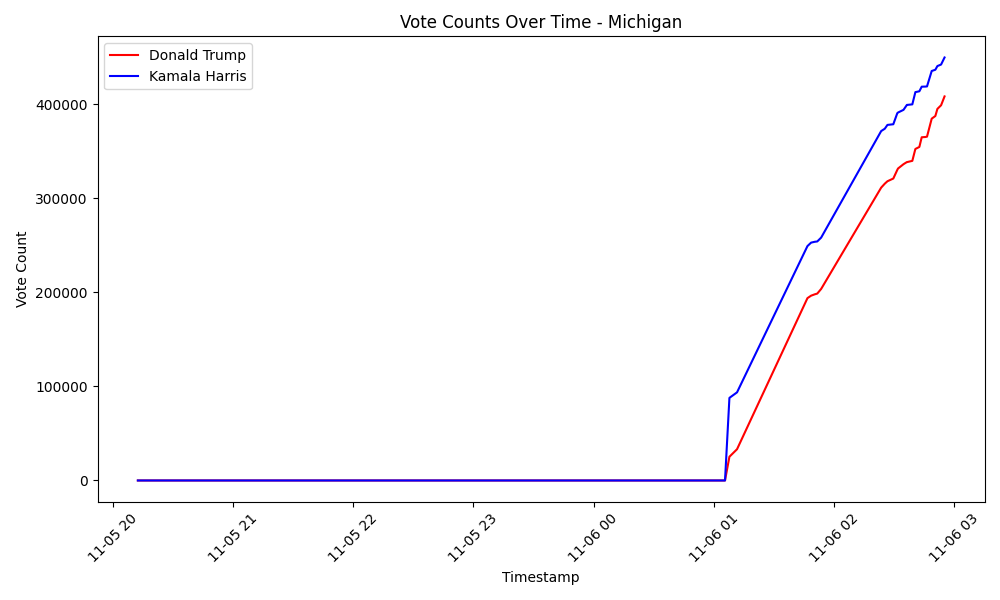 Vote Counts Over Time - Michigan
Donald Trump
Kamala Harris
Vote Count
400000
300000
200000
100000
0
11-05 20
11-05 21
11-05 22
11-05 23
11-06 00
11-06 01
11-06 02
11-06 03
Timestamp